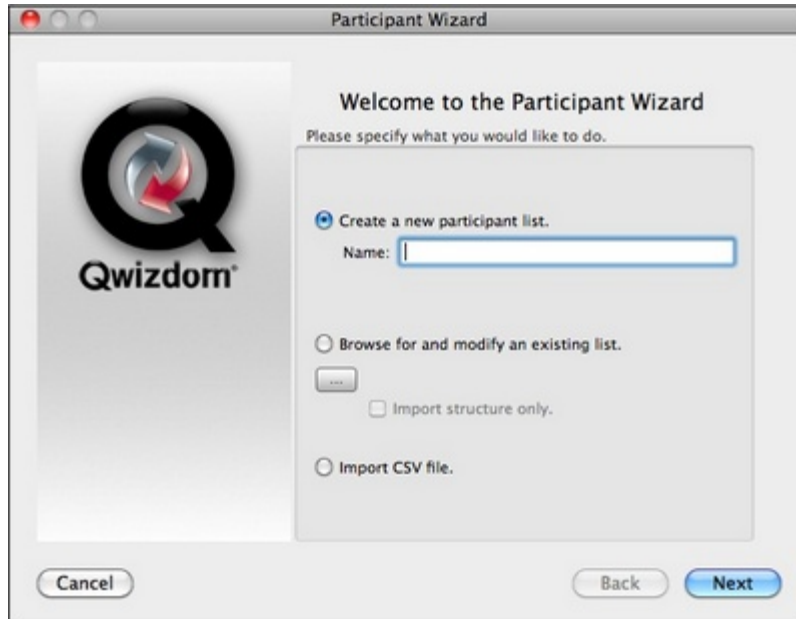 Participant Wizard
Qwizdom®
Welcome to the Participant Wizard
Please specify what you would like to do.
Create a new participant list.
Name:
Browse for and modify an existing list.
...
Import structure only.
Import CSV file.
Cancel
Back
Next